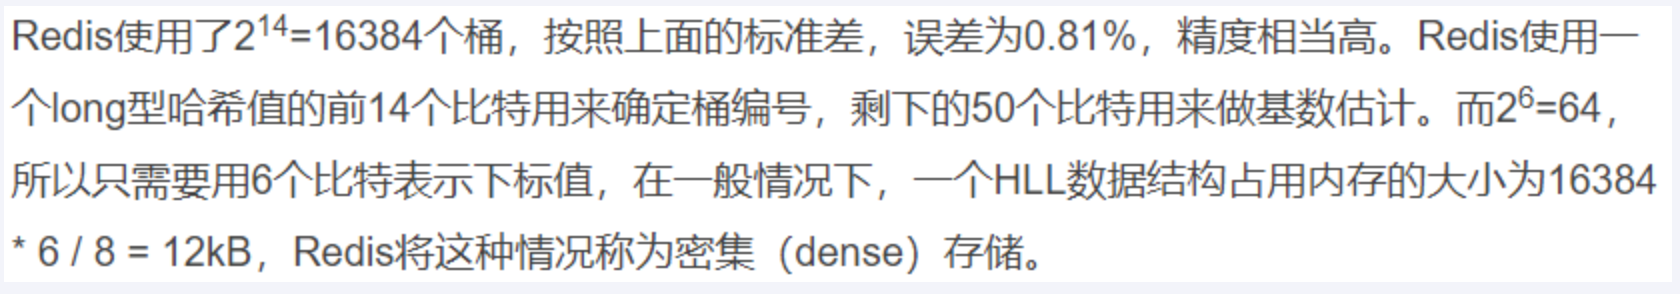 Redis使用了2¹⁴=16384个桶，按照上面的标准差，误差为0.81%，精度相当高。Redis使用一
个long型哈希值的前14个比特用来确定桶编号，剩下的50个比特用来做基数估计。而2⁶=64，
所以只需要用6个比特表示下标值，在一般情况下，一个HLL数据结构占用内存的大小为16384
* 6 / 8 = 12kB，Redis将这种情况称为密集（dense）存储。